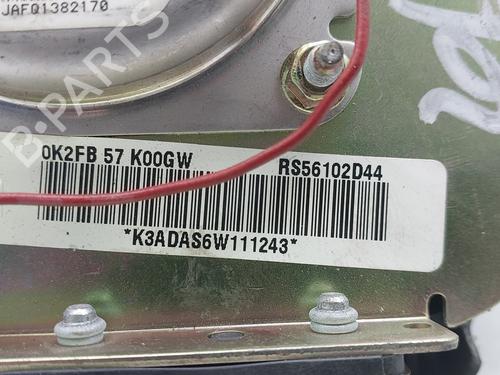 JAFQ1382170
0K2FB 57 K00GW RS56102D44
*K3ADAS6W111243*
B-PARTS